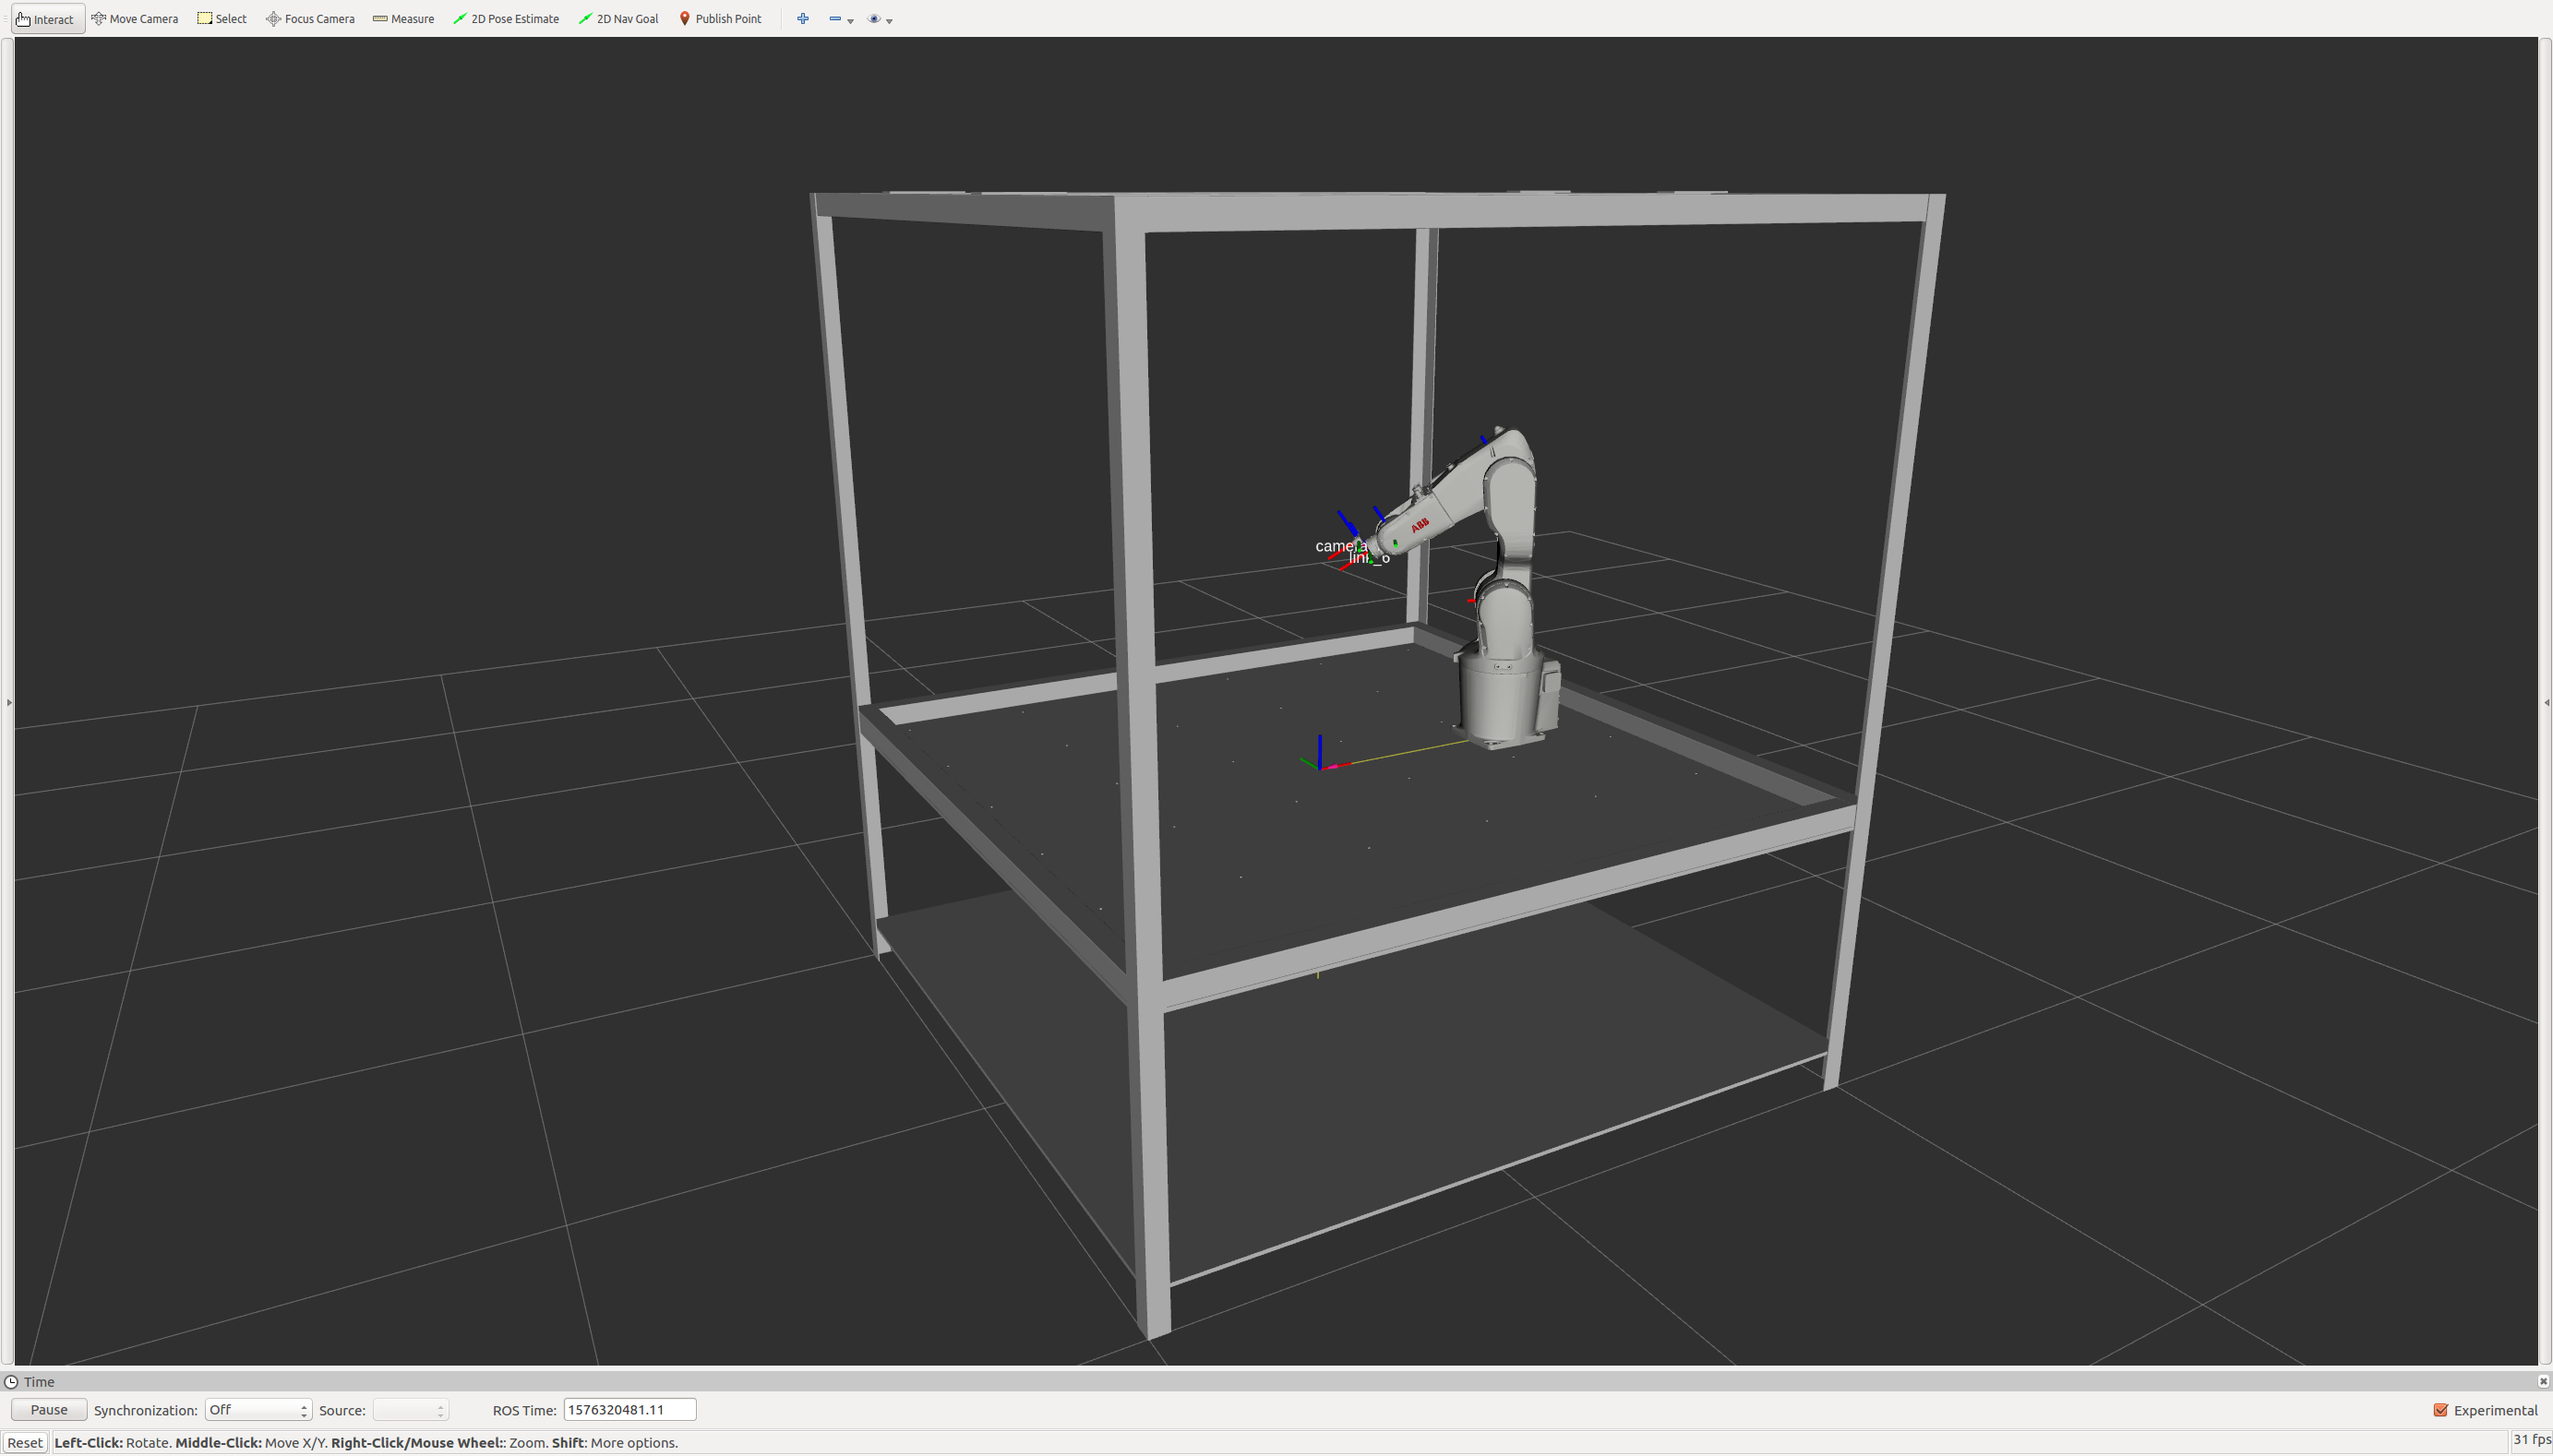 Interact Move Camera Select Focus Camera Measure 2D Pose Estimate 2D Nav Goal Publish Point
ABB
camera
link_6
Time
Pause Synchronization: Off Source: ROS Time: 1576320481.11 Experimental
Reset Left-Click: Rotate. Middle-Click: Move X/Y. Right-Click/Mouse Wheel:: Zoom. Shift: More options. 31 fps